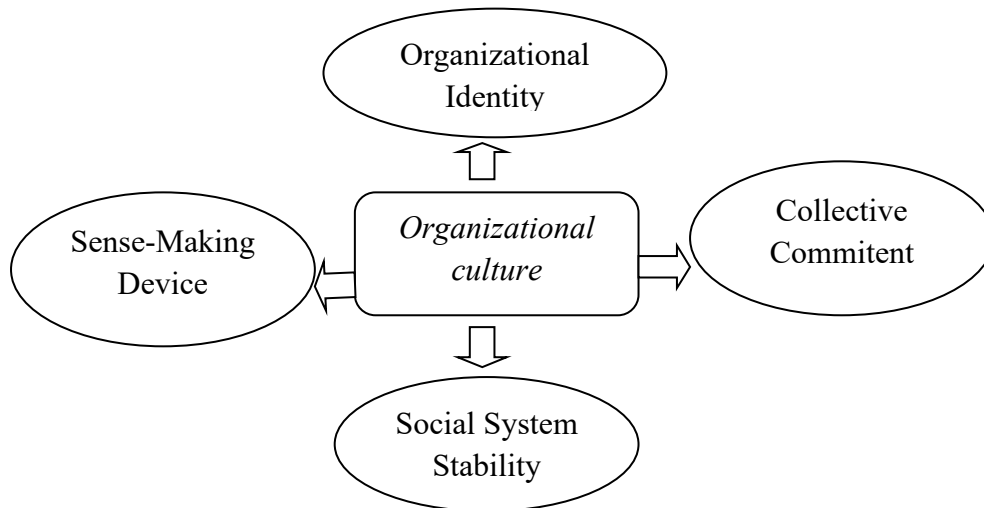 Organizational
Identity
Sense-Making
Device
Organizational
culture
Collective
Commitent
Social System
Stability